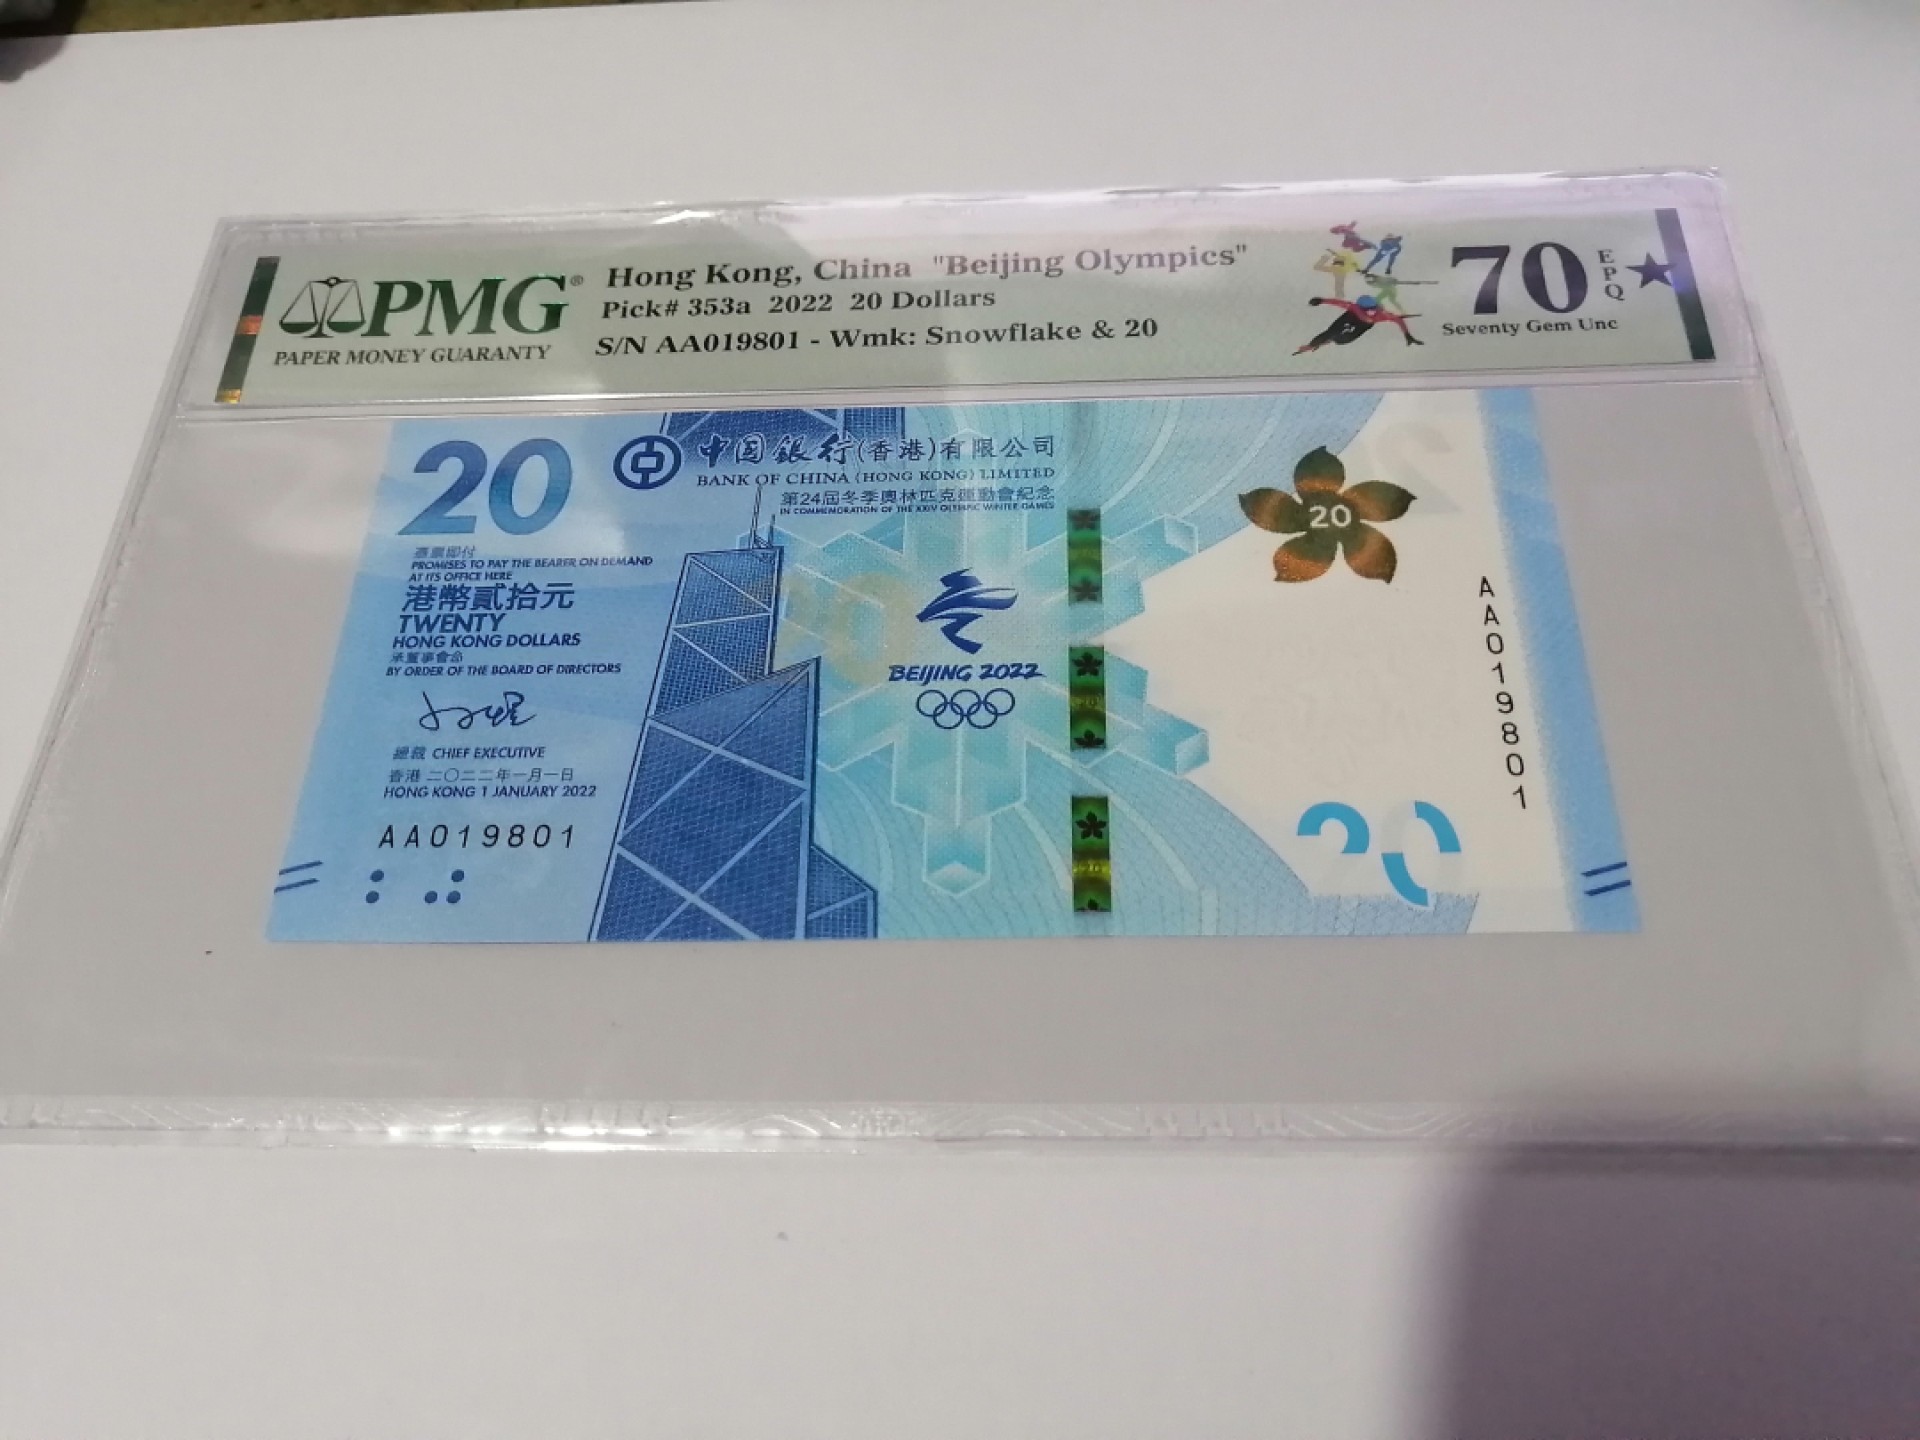 PMG®
PAPER MONEY GUARANTY
Hong Kong, China "Beijing Olympics"
Pick# 353a 2022 20 Dollars
S/N AA019801 - Wmk: Snowflake & 20
70
EPQ
★
Seventy Gem Unc
20
中国銀行(香港)有限公司
BANK OF CHINA (HONG KONG) LIMITED
第24屆冬季奧林匹克運動會紀念
IN COMMEMORATION OF THE XXIV OLYMPIC WINTER GAMES
憑票即付
PROMISES TO PAY THE BEARER ON DEMAND
AT ITS OFFICE HERE
港幣貳拾元
TWENTY
HONG KONG DOLLARS
承董事會命
BY ORDER OF THE BOARD OF DIRECTORS
總裁 CHIEF EXECUTIVE
香港 二〇二二年一月一日
HONG KONG 1 JANUARY 2022
AA019801
BEIJING 2022
20
AA019801
20